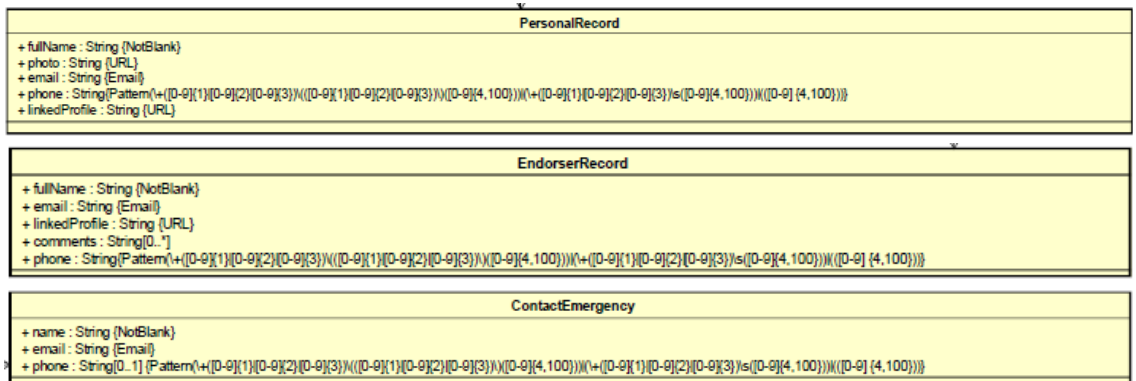 PersonalRecord
+ fullName : String {NotBlank}
+ photo : String {URL}
+ email : String {Email}
+ phone : String{Pattern(\+([0-9]{1}|[0-9]{2}|[0-9]{3})\(([0-9]{1}|[0-9]{2}|[0-9]{3})\)([0-9]{4,100}))|(\+([0-9]{1}|[0-9]{2}|[0-9]{3})\s([0-9]{4,100}))|(([0-9] {4,100}))}
+ linkedProfile : String {URL}
EndorserRecord
+ fullName : String {NotBlank}
+ email : String {Email}
+ linkedProfile : String {URL}
+ comments : String[0..*]
+ phone : String{Pattern(\+([0-9]{1}|[0-9]{2}|[0-9]{3})\(([0-9]{1}|[0-9]{2}|[0-9]{3})\)([0-9]{4,100}))|(\+([0-9]{1}|[0-9]{2}|[0-9]{3})\s([0-9]{4,100}))|(([0-9] {4,100}))}
ContactEmergency
+ name : String {NotBlank}
+ email : String {Email}
+ phone : String[0..1] {Pattern(\+([0-9]{1}|[0-9]{2}|[0-9]{3})\(([0-9]{1}|[0-9]{2}|[0-9]{3})\)([0-9]{4,100}))|(\+([0-9]{1}|[0-9]{2}|[0-9]{3})\s([0-9]{4,100}))|(([0-9] {4,100}))}